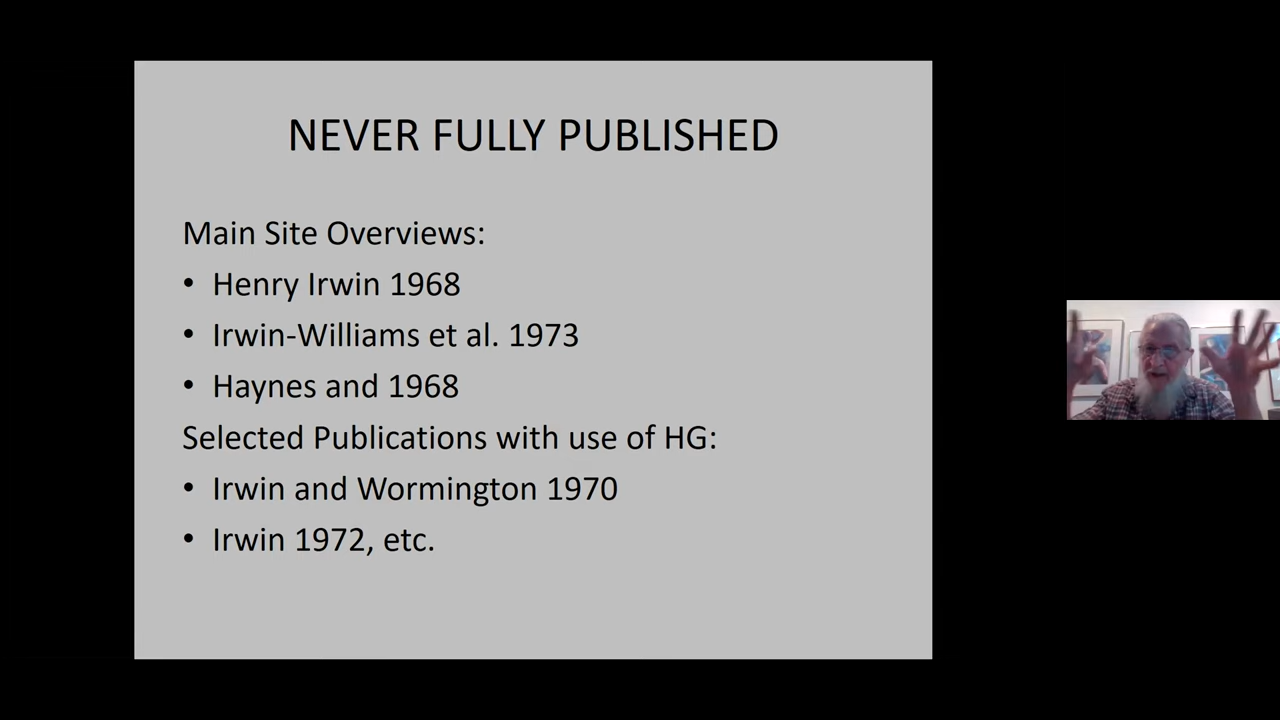 NEVER FULLY PUBLISHED
Main Site Overviews:
• Henry Irwin 1968
• Irwin-Williams et al. 1973
• Haynes and 1968
Selected Publications with use of HG:
• Irwin and Wormington 1970
• Irwin 1972, etc.